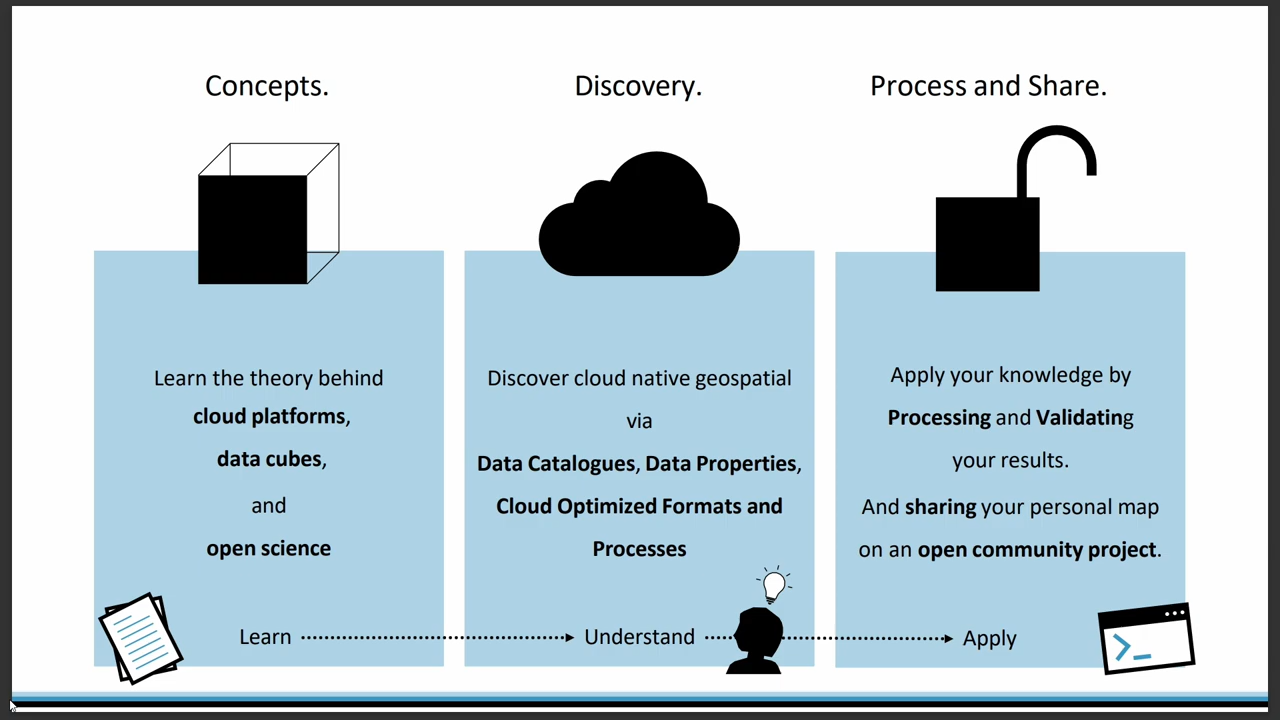 Concepts.
Discovery.
Process and Share.
Learn the theory behind
cloud platforms,
data cubes,
and
open science
Discover cloud native geospatial
via
Data Catalogues, Data Properties,
Cloud Optimized Formats and
Processes
Apply your knowledge by
Processing and Validating
your results.
And sharing your personal map
on an open community project.
Learn
Understand
Apply